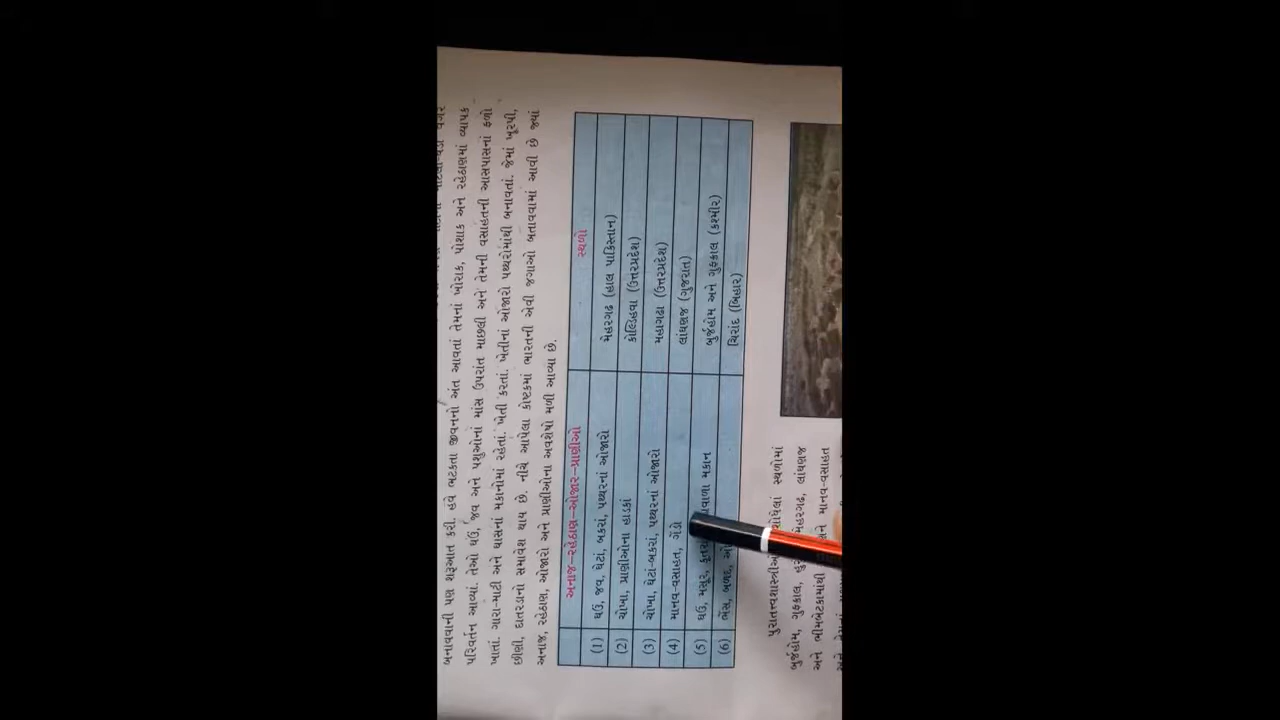 બનાવવાની પણ શરૂઆત કરી. હવે ભટકતા જીવનનો અંત આવતાં તેમનાં ખોરાક, પોશાક અને રહેઠાણમાં વ્યાપક
પરિવર્તન આવ્યાં. તેઓ ઘઉં, જવ અને પશુઓનાં માંસ ઉપરાંત માછલી અને તેમની વસાહતની આસપાસનાં ફળો
ખાતાં. ગારા-માટી અને ઘાસનાં મકાનોમાં રહેતાં. ખેતી કરતાં. ખેતીનાં ઓજારો પથ્થરોમાંથી બનાવતાં. જેમાં ખૂરપી,
છીણી, દાતરડાનો સમાવેશ થાય છે. નીચે આપેલા કોષ્ટકમાં ભારતની એવી જગાઓ બતાવવામાં આવી છે જ્યાં
અનાજ, રહેઠાણ, ઓજારો અને પ્રાણીઓના અવશેષો મળી આવ્યા છે.
અનાજ–રહેઠાણ–ઓજાર–પ્રાણીઓ સ્થળો
(1) ઘઉં, જવ, ઘેટાં, બકરાં, પથ્થરનાં ઓજારો મેહરગઢ (હાલ પાકિસ્તાન)
(2) ચોખા, પ્રાણીઓના હાડકાં કોલ્ડિહવા (ઉત્તરપ્રદેશ)
(3) ચોખા, ઘેટાં-બકરાં, પથ્થરનાં ઓજારો મહાગઢા (ઉત્તરપ્રદેશ)
(4) માનવ-વસાહત, ગેંડો લાંઘણજ (ગુજરાત)
(5) ઘઉં, મસૂર, મકાન બુર્જહોમ અને ગુફકાલ (કશ્મીર)
(6) ભેંસ, બળદ, ચિરાંદ (બિહાર)
પુરાતત્ત્વશાસ્ત્રીઓ સ્થળોમાં
બુર્જહોમ, ગુફકાલ, મેહરગઢ, લાંઘણજ
અને ભીમબેટકામાંથી માનવ-વસાહત